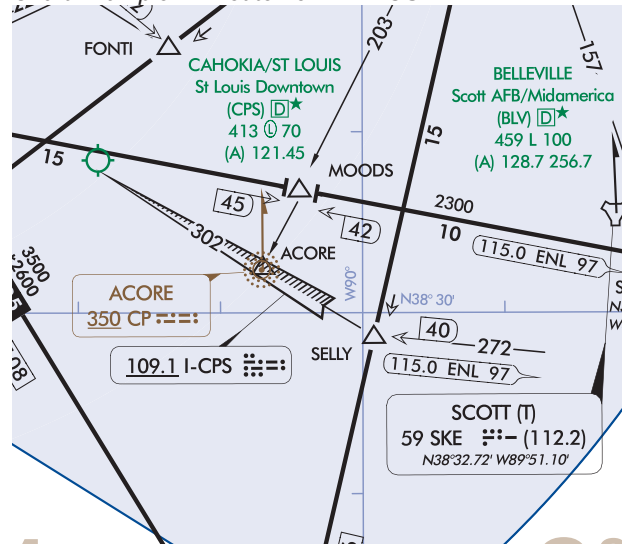 FONTI
203
157
CAHOKIA/ST LOUIS
St Louis Downtown
(CPS) D★
413 Ⓛ 70
(A) 121.45
BELLEVILLE
Scott AFB/Midamerica
(BLV) D★
459 L 100
(A) 128.7 256.7
15
15
MOODS
45
42
2300
10
115.0 ENL 97
302
ACORE
3500
*2600
ACORE
350 CP
W90°
N38° 30'
109.1 I-CPS
SELLY
40
272
115.0 ENL 97
SCOTT (T)
59 SKE (112.2)
N38°32.72' W89°51.10'